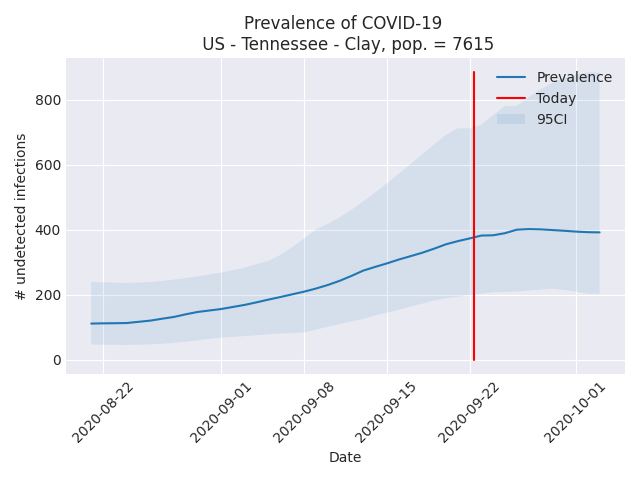 Prevalence of COVID-19
US - Tennessee - Clay, pop. = 7615
Prevalence
Today
95CI
# undetected infections
800
600
400
200
0
2020-08-22
2020-09-01
2020-09-08
2020-09-15
2020-09-22
2020-10-01
Date